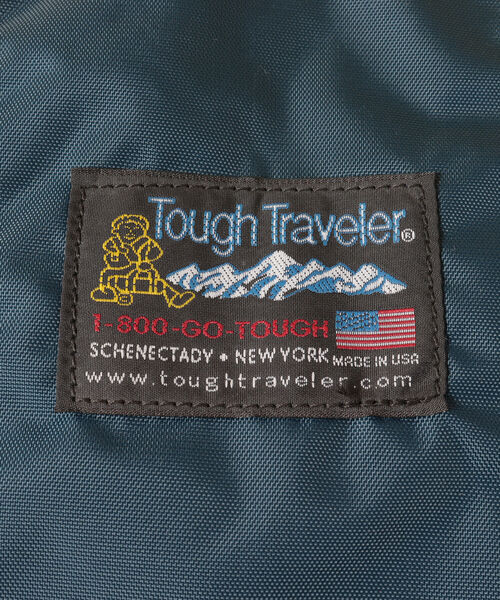 Tough Traveler®
1-800-GO-TOUGH
SCHENECTADY • NEW YORK MADE IN USA
www.toughtraveler.com